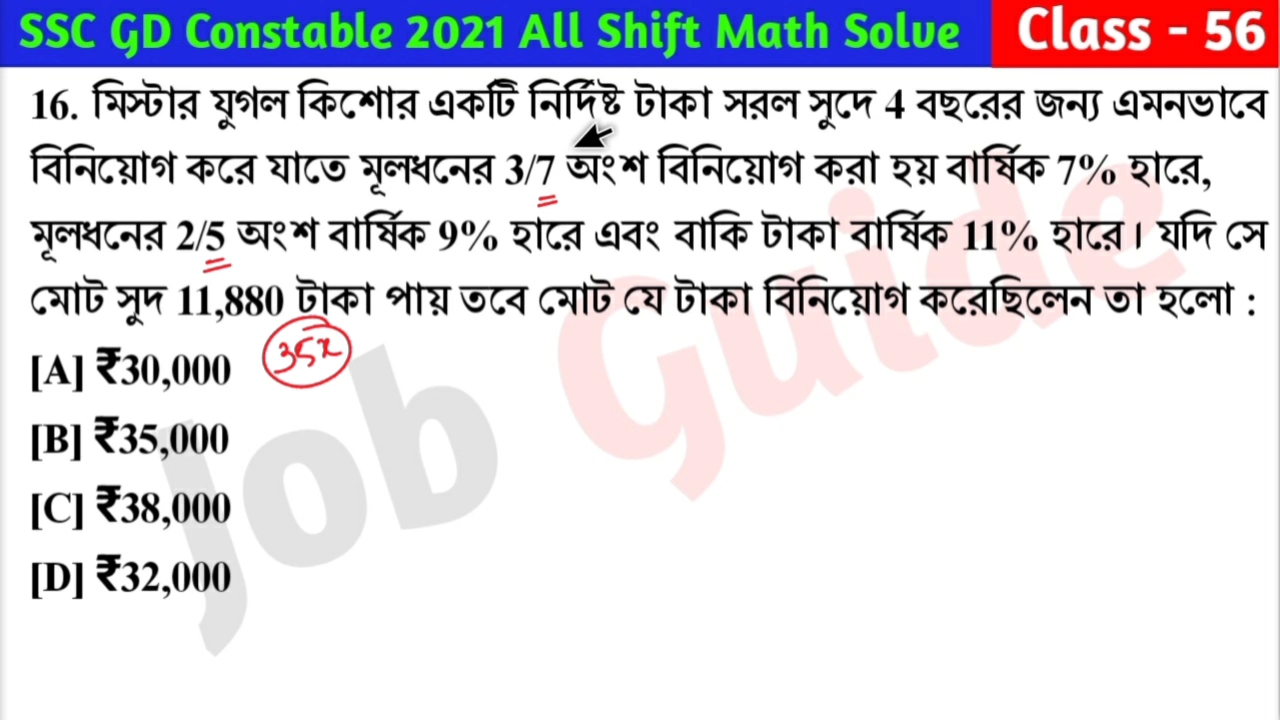 SSC GD Constable 2021 All Shift Math Solve
Class - 56
16. মিস্টার যুগল কিশোর একটি নির্দিষ্ট টাকা সরল সুদে 4 বছরের জন্য এমনভাবে
বিনিয়োগ করে যাতে মূলধনের 3/7 অংশ বিনিয়োগ করা হয় বার্ষিক 7% হারে,
মূলধনের 2/5 অংশ বার্ষিক 9% হারে এবং বাকি টাকা বার্ষিক 11% হারে। যদি সে
মোট সুদ 11,880 টাকা পায় তবে মোট যে টাকা বিনিয়োগ করেছিলেন তা হলো :
35x
[A] ₹30,000
[B] ₹35,000
[C] ₹38,000
[D] ₹32,000
Job Guide